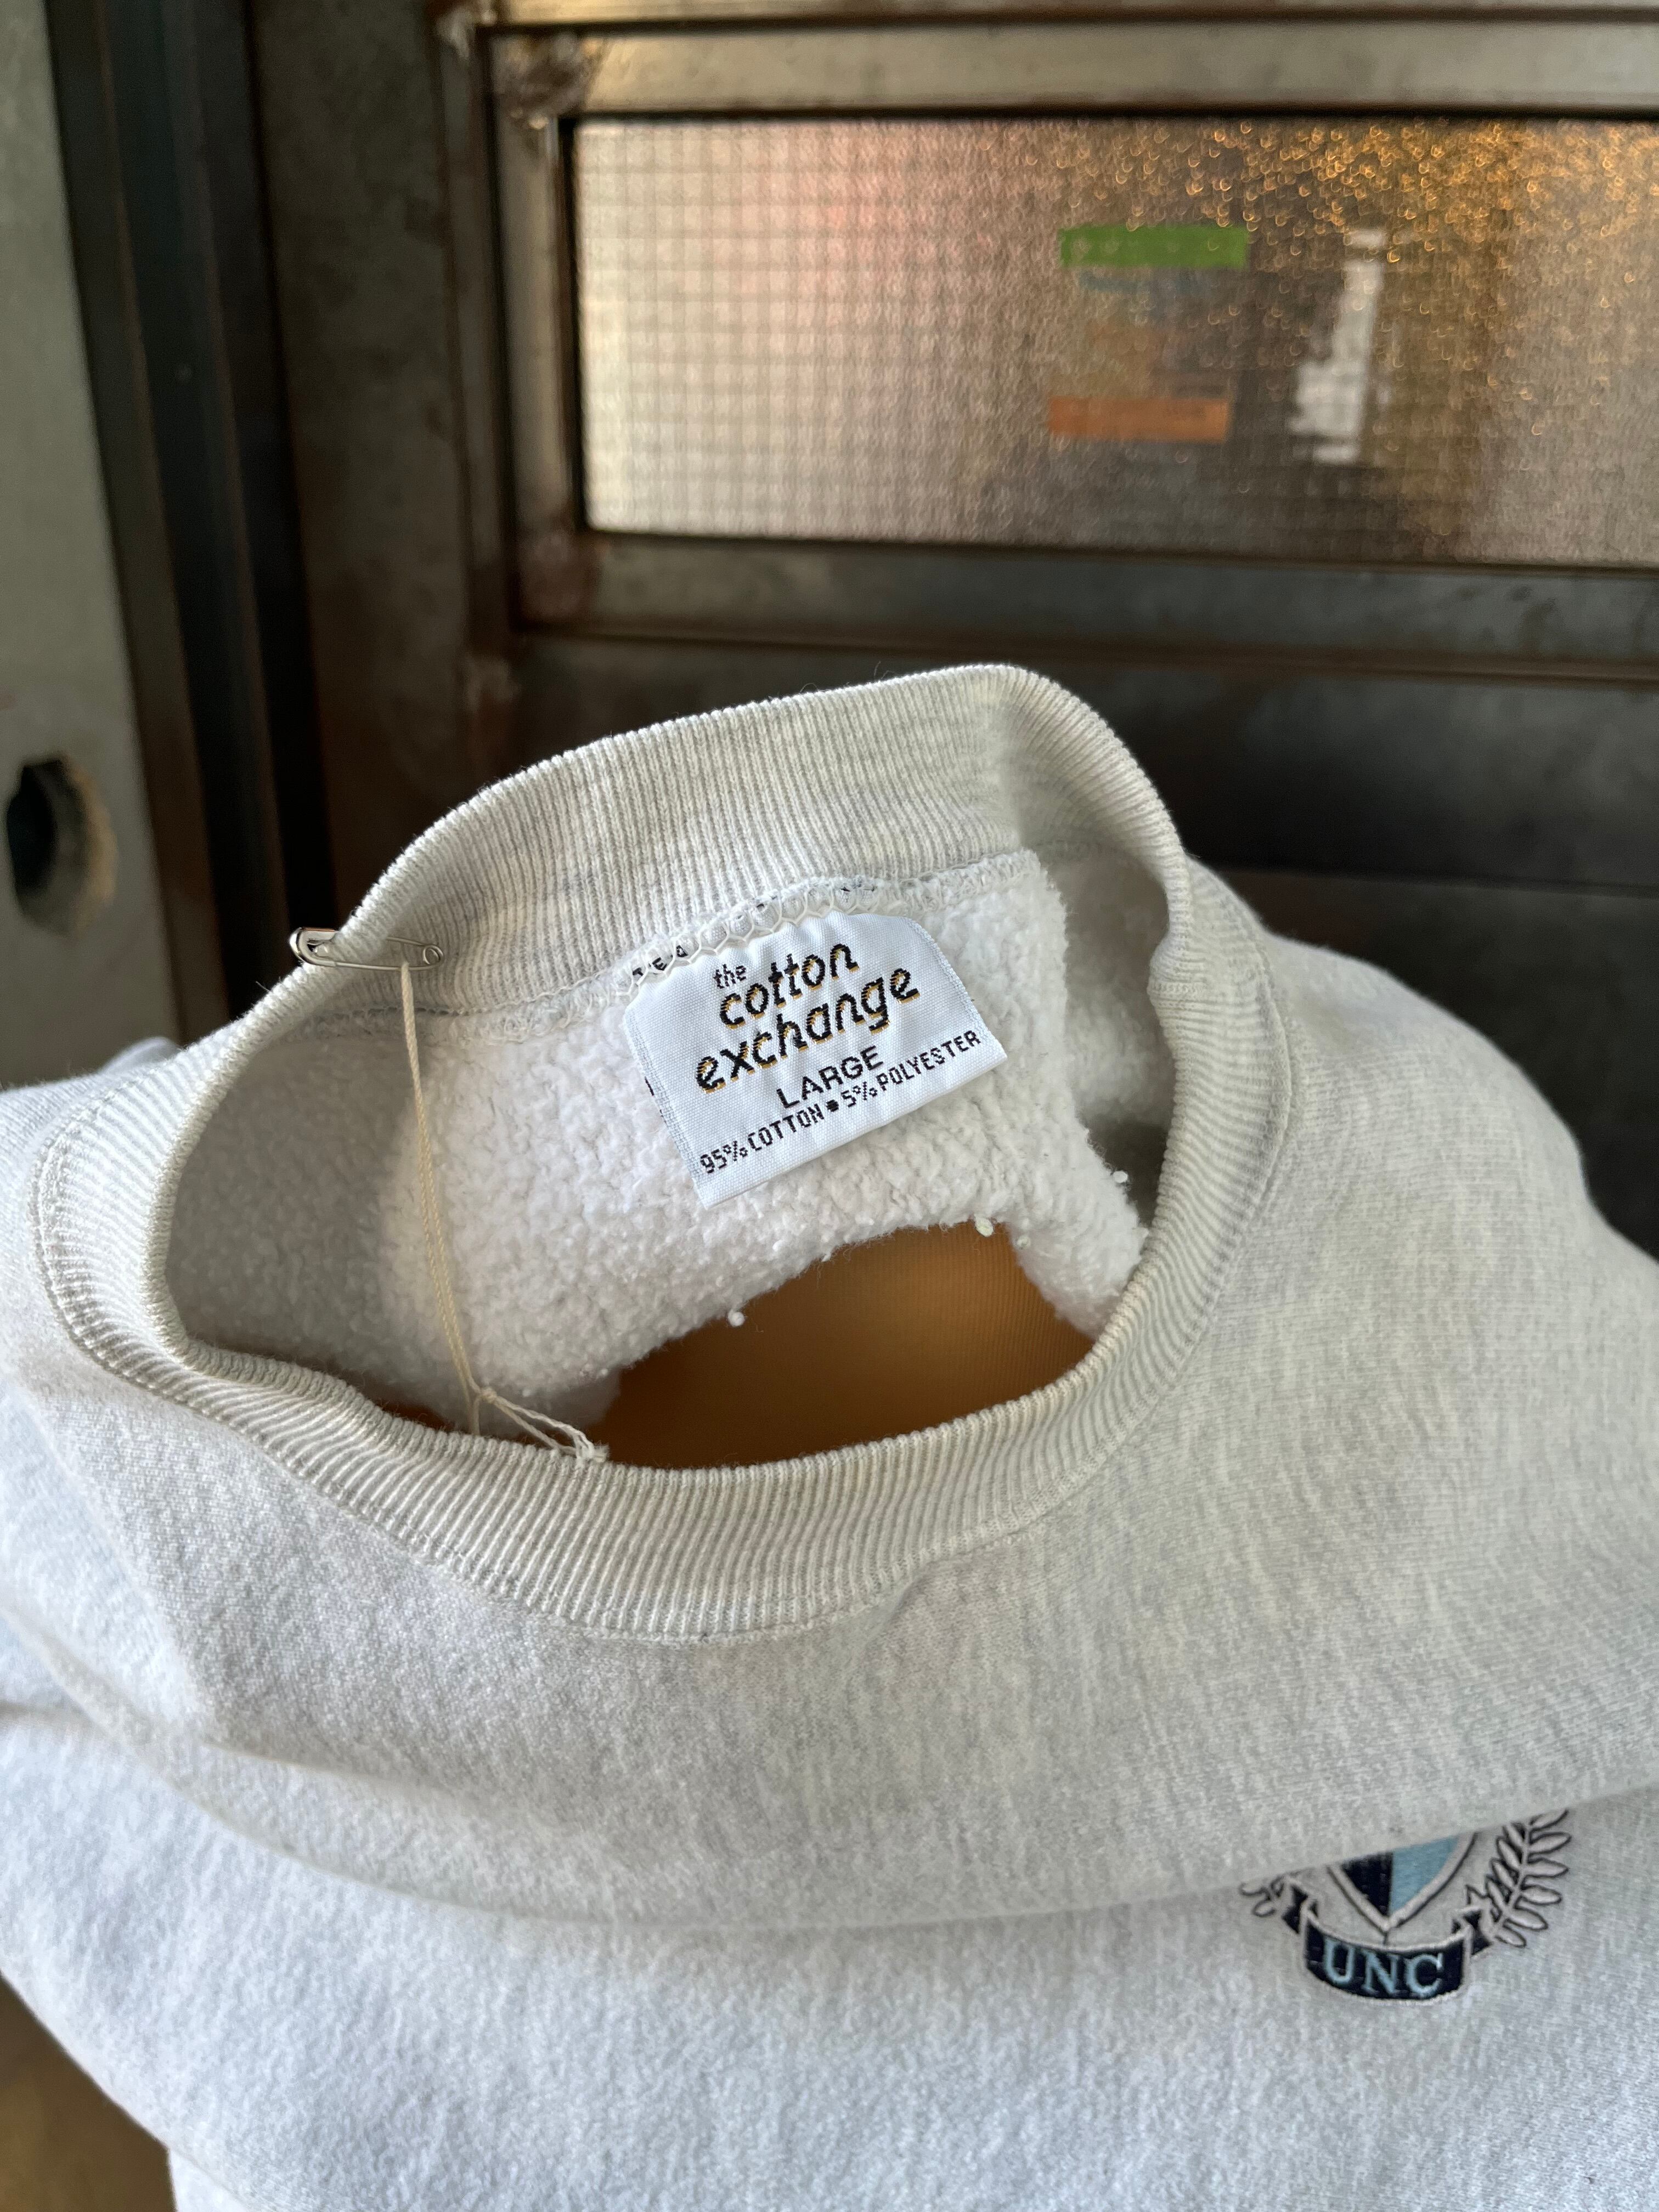 the
cotton
exchange
LARGE
95% COTTON • 5% POLYESTER
UNC